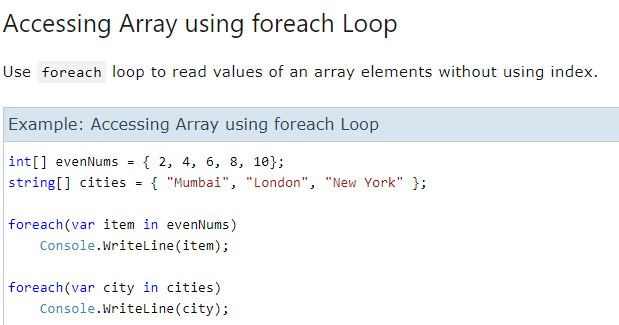 Accessing Array using foreach Loop
Use foreach loop to read values of an array elements without using index.
Example: Accessing Array using foreach Loop
int[] evenNums = { 2, 4, 6, 8, 10};
string[] cities = { "Mumbai", "London", "New York" };
foreach(var item in evenNums)
    Console.WriteLine(item);
foreach(var city in cities)
    Console.WriteLine(city);